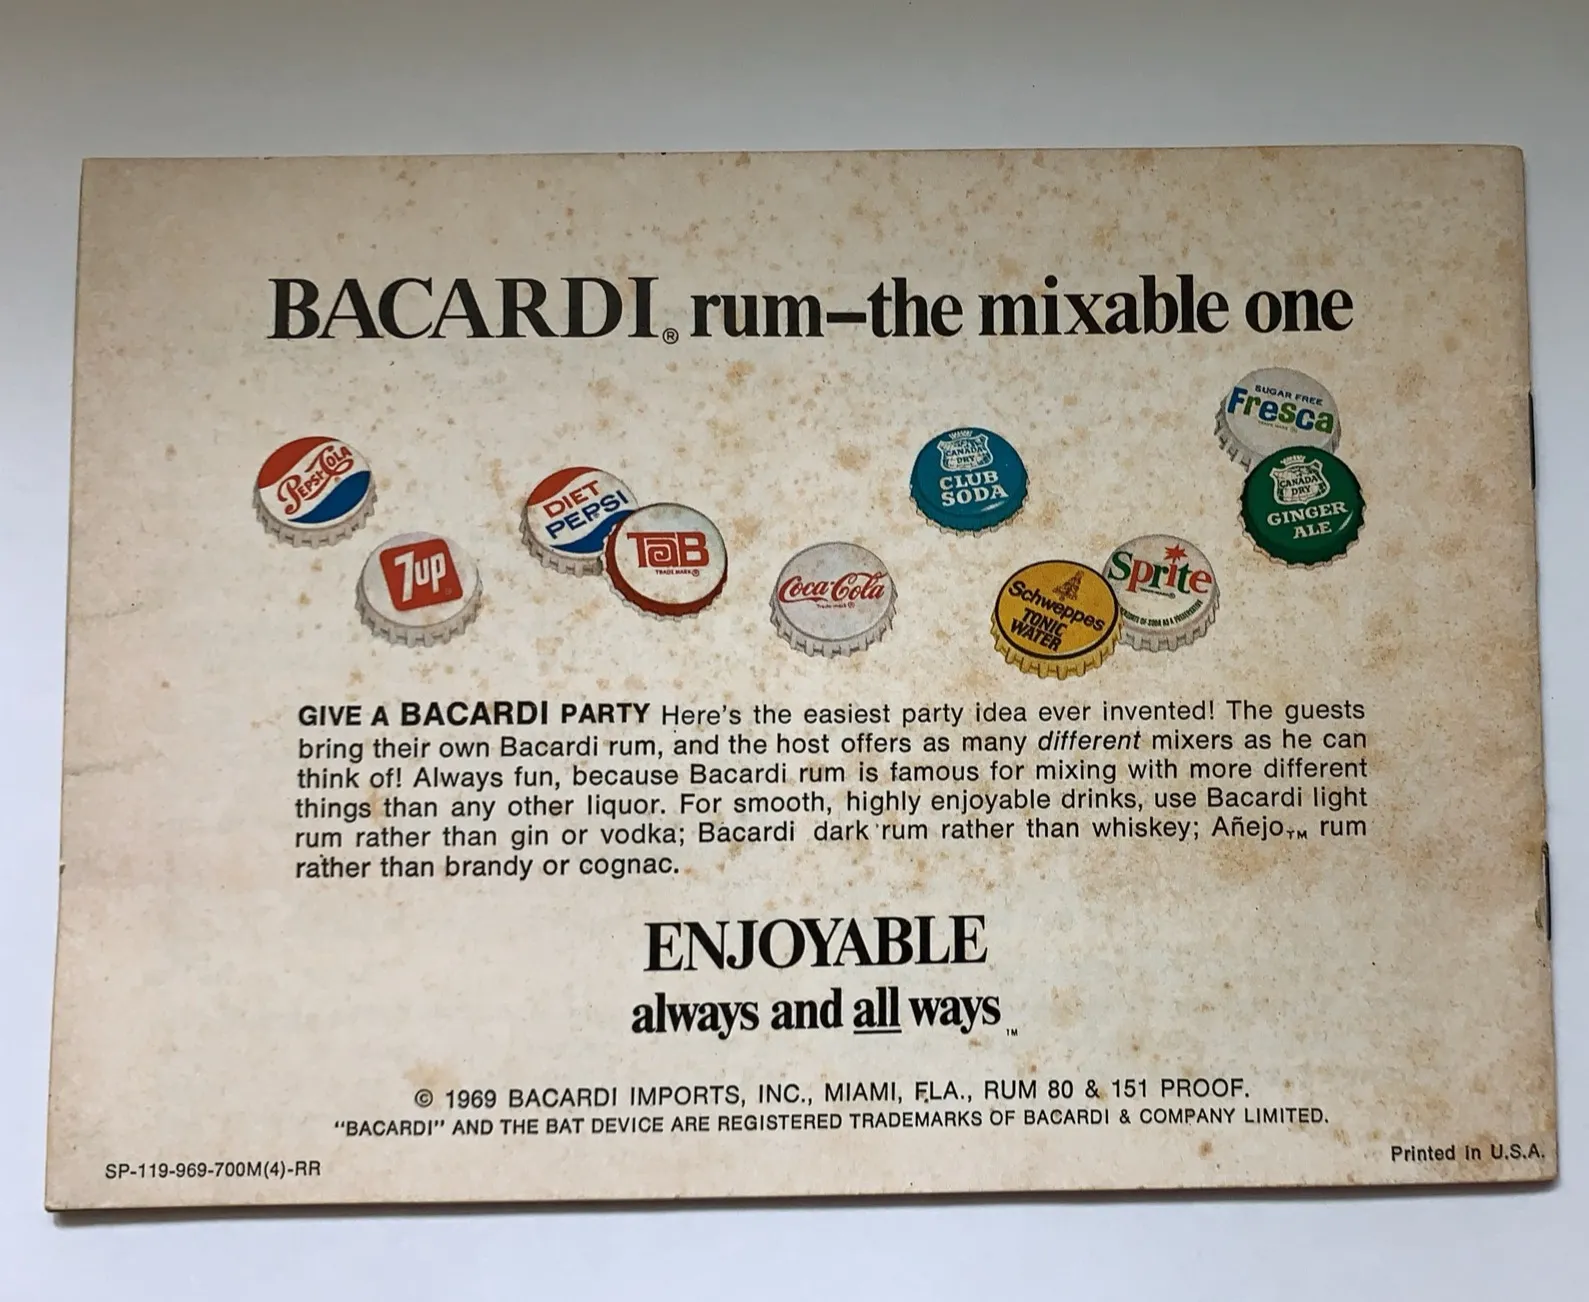 BACARDI® rum–the mixable one
SUGAR FREE
Fresca
PEPSI-COLA
CANADA
DRY
CLUB
SODA
CANADA
DRY
GINGER
ALE
DIET
PEPSI
7up
TaB
TRADE MARK ®
Coca-Cola
Trade-mark ®
Sprite
Schweppes
TONIC
WATER
GIVE A BACARDI PARTY Here's the easiest party idea ever invented! The guests
bring their own Bacardi rum, and the host offers as many different mixers as he can
think of! Always fun, because Bacardi rum is famous for mixing with more different
things than any other liquor. For smooth, highly enjoyable drinks, use Bacardi light
rum rather than gin or vodka; Bacardi dark rum rather than whiskey; Añejo™ rum
rather than brandy or cognac.
ENJOYABLE
always and all ways™
© 1969 BACARDI IMPORTS, INC., MIAMI, FLA., RUM 80 & 151 PROOF.
"BACARDI" AND THE BAT DEVICE ARE REGISTERED TRADEMARKS OF BACARDI & COMPANY LIMITED.
Printed in U.S.A.
SP-119-969-700M(4)-RR